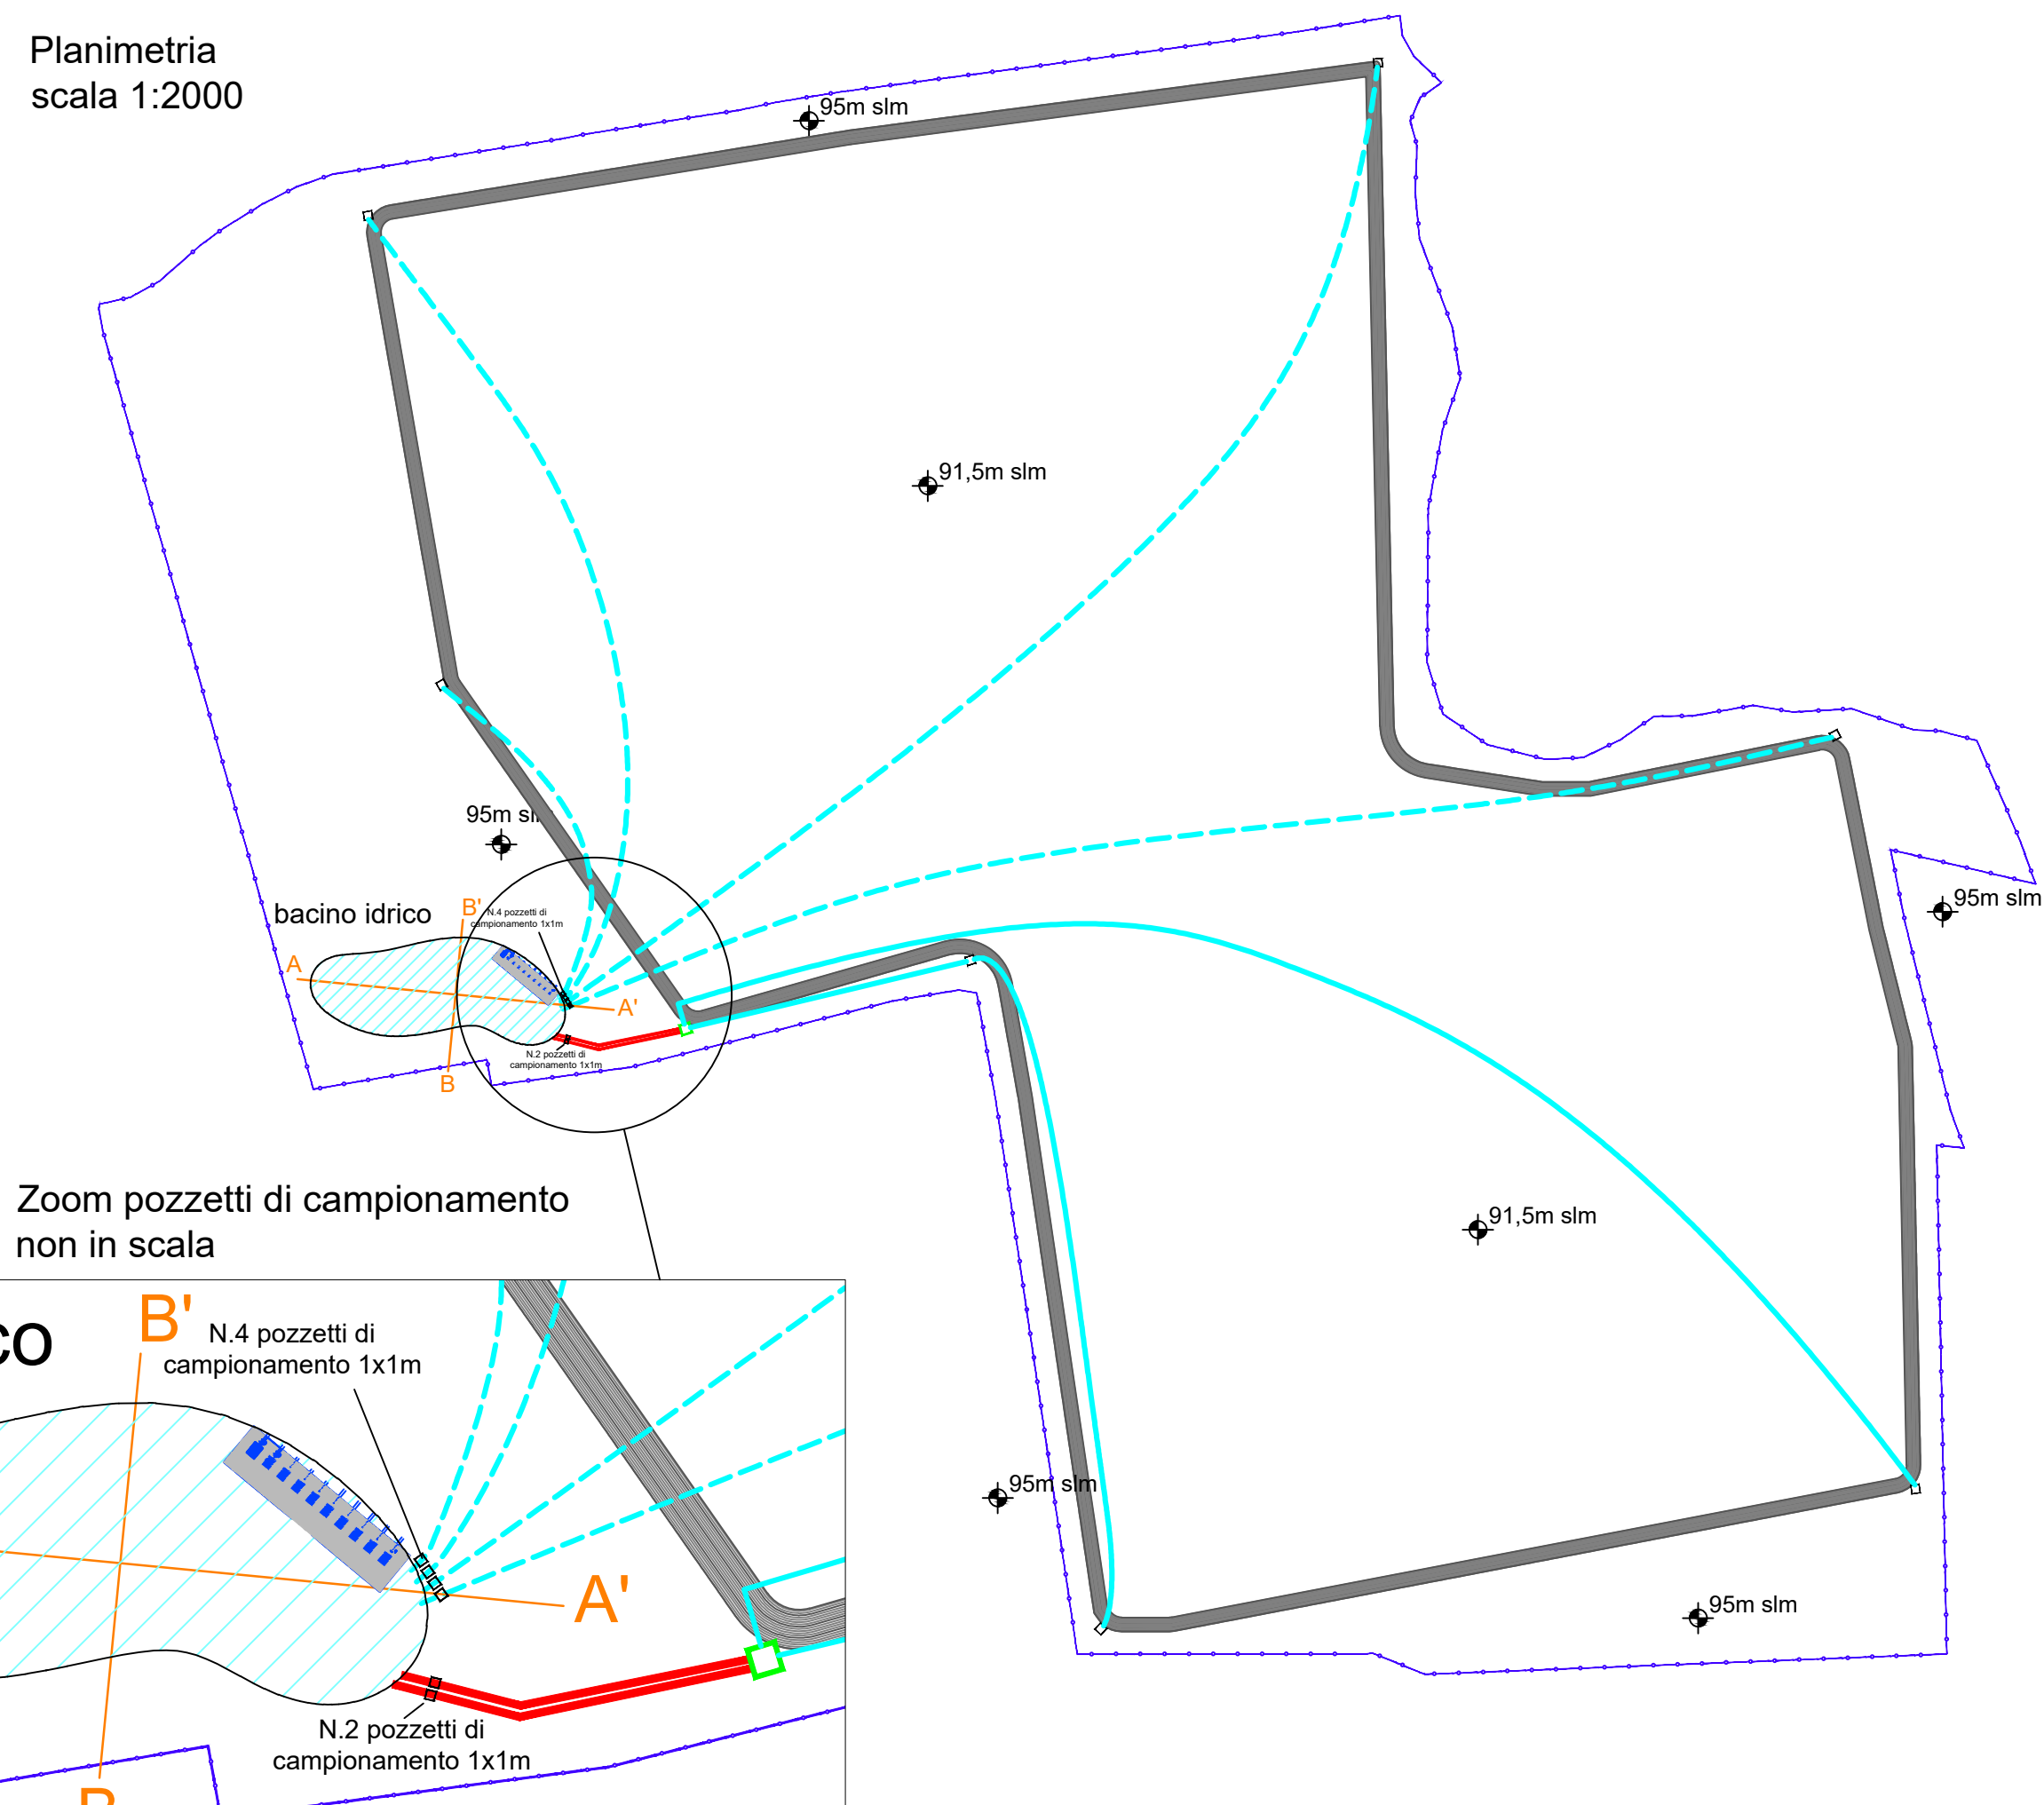 Planimetria
scala 1:2000
95m slm
91,5m slm
95m sl
bacino idrico
B'
N.4 pozzetti di
campionamento 1x1m
A
A'
N.2 pozzetti di
campionamento 1x1m
B
95m slm
Zoom pozzetti di campionamento
non in scala
91,5m slm
95m slm
95m slm
co
B'
N.4 pozzetti di
campionamento 1x1m
A'
N.2 pozzetti di
campionamento 1x1m
B